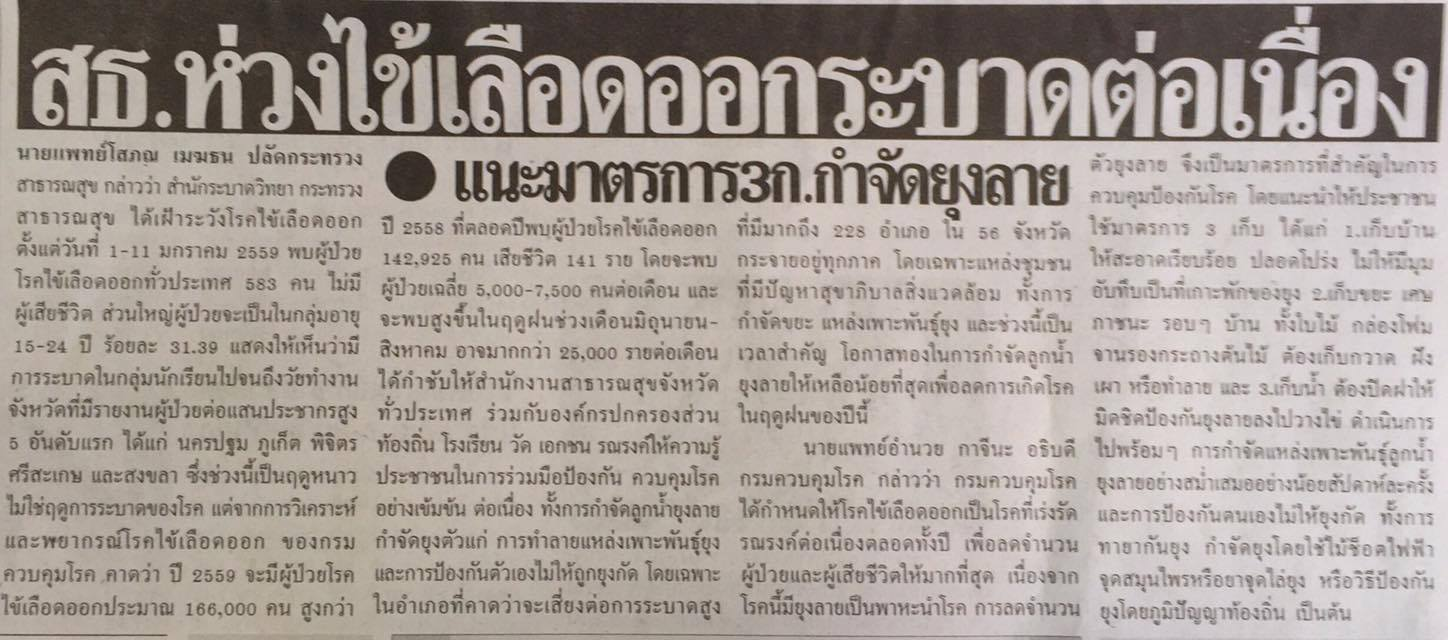 สธ.ห่วงไข้เลือดออกระบาดต่อเนื่อง
● แนะมาตรการ3ก.กำจัดยุงลาย
นายแพทย์โสภณ เมฆธน ปลัดกระทรวง
สาธารณสุข กล่าวว่า สำนักระบาดวิทยา กระทรวง
สาธารณสุข ได้เฝ้าระวังโรคไข้เลือดออก
ตั้งแต่วันที่ 1-11 มกราคม 2559 พบผู้ป่วย
โรคไข้เลือดออกทั่วประเทศ 583 คน ไม่มี
ผู้เสียชีวิต ส่วนใหญ่ผู้ป่วยจะเป็นในกลุ่มอายุ
15-24 ปี ร้อยละ 31.39 แสดงให้เห็นว่ามี
การระบาดในกลุ่มนักเรียนไปจนถึงวัยทำงาน
จังหวัดที่มีรายงานผู้ป่วยต่อแสนประชากรสูง
5 อันดับแรก ได้แก่ นครปฐม ภูเก็ต พิจิตร
ศรีสะเกษ และสงขลา ซึ่งช่วงนี้เป็นฤดูหนาว
ไม่ใช่ฤดูการระบาดของโรค แต่จากการวิเคราะห์
และพยากรณ์โรคไข้เลือดออก ของกรม
ควบคุมโรค คาดว่า ปี 2559 จะมีผู้ป่วยโรค
ไข้เลือดออกประมาณ 166,000 คน สูงกว่า
ปี 2558 ที่ตลอดปีพบผู้ป่วยโรคไข้เลือดออก
142,925 คน เสียชีวิต 141 ราย โดยจะพบ
ผู้ป่วยเฉลี่ย 5,000-7,500 คนต่อเดือน และ
จะพบสูงขึ้นในฤดูฝนช่วงเดือนมิถุนายน-
สิงหาคม อาจมากกว่า 25,000 รายต่อเดือน
ได้กำชับให้สำนักงานสาธารณสุขจังหวัด
ทั่วประเทศ ร่วมกับองค์กรปกครองส่วน
ท้องถิ่น โรงเรียน วัด เอกชน รณรงค์ให้ความรู้
ประชาชนในการร่วมมือป้องกัน ควบคุมโรค
อย่างเข้มข้น ต่อเนื่อง ทั้งการกำจัดลูกน้ำยุงลาย
กำจัดยุงตัวแก่ การทำลายแหล่งเพาะพันธุ์ยุง
และการป้องกันตัวเองไม่ให้ถูกยุงกัด โดยเฉพาะ
ในอำเภอที่คาดว่าจะเสี่ยงต่อการระบาดสูง
ที่มีมากถึง 228 อำเภอ ใน 56 จังหวัด
กระจายอยู่ทุกภาค โดยเฉพาะแหล่งชุมชน
ที่มีปัญหาสุขาภิบาลสิ่งแวดล้อม ทั้งการ
กำจัดขยะ แหล่งเพาะพันธุ์ยุง และช่วงนี้เป็น
เวลาสำคัญ โอกาสทองในการกำจัดลูกน้ำ
ยุงลายให้เหลือน้อยที่สุดเพื่อลดการเกิดโรค
ในฤดูฝนของปีนี้
นายแพทย์อำนวย กาจีนะ อธิบดี
กรมควบคุมโรค กล่าวว่า กรมควบคุมโรค
ได้กำหนดให้โรคไข้เลือดออกเป็นโรคที่เร่งรัด
รณรงค์ต่อเนื่องตลอดทั้งปี เพื่อลดจำนวน
ผู้ป่วยและผู้เสียชีวิตให้มากที่สุด เนื่องจาก
โรคนี้มียุงลายเป็นพาหะนำโรค การลดจำนวน
ตัวยุงลาย จึงเป็นมาตรการที่สำคัญในการ
ควบคุมป้องกันโรค โดยแนะนำให้ประชาชน
ใช้มาตรการ 3 เก็บ ได้แก่ 1.เก็บบ้าน
ให้สะอาดเรียบร้อย ปลอดโปร่ง ไม่ให้มีมุม
อับทึบเป็นที่เกาะพักของยุง 2.เก็บขยะ เศษ
ภาชนะ รอบๆ บ้าน ทั้งใบไม้ กล่องโฟม
จานรองกระถางต้นไม้ ต้องเก็บกวาด ฝัง
เผา หรือทำลาย และ 3.เก็บน้ำ ต้องปิดฝาให้
มิดชิดป้องกันยุงลายลงไปวางไข่ ดำเนินการ
ไปพร้อมๆ การกำจัดแหล่งเพาะพันธุ์ลูกน้ำ
ยุงลายอย่างสม่ำเสมออย่างน้อยสัปดาห์ละครั้ง
และการป้องกันตนเองไม่ให้ยุงกัด ทั้งการ
ทายากันยุง กำจัดยุงโดยใช้ไม้ช็อตไฟฟ้า
จุดสมุนไพรหรือยาจุดไล่ยุง หรือวิธีป้องกัน
ยุงโดยภูมิปัญญาท้องถิ่น เป็นต้น